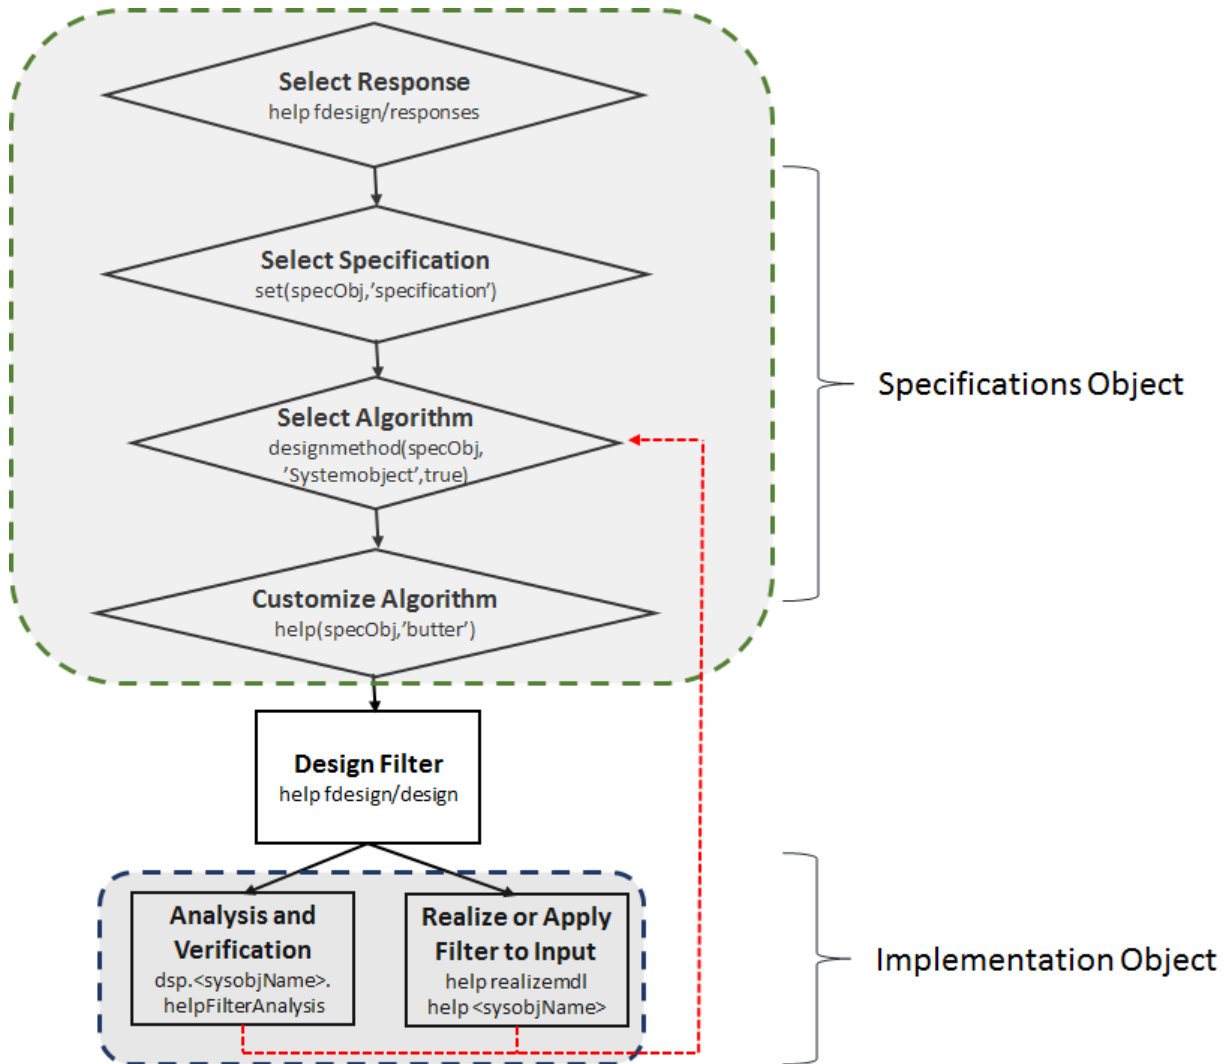 Select Response
help fdesign/responses
Select Specification
set(specObj,’specification’)
Select Algorithm
designmethod(specObj,
’Systemobject’,true)
Customize Algorithm
help(specObj,’butter’)
Specifications Object
Design Filter
help fdesign/design
Analysis and
Verification
dsp.<sysobjName>.
helpFilterAnalysis
Realize or Apply
Filter to Input
help realizemdl
help <sysobjName>
Implementation Object